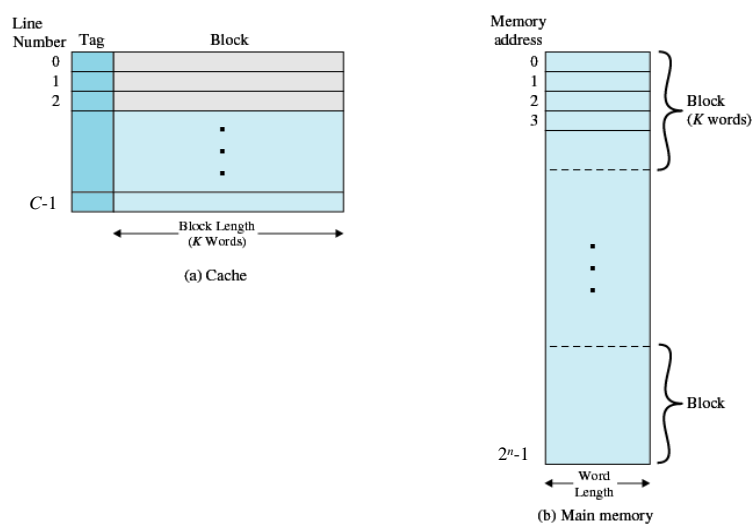 Line
Number Tag Block
0
1
2
C-1
Block Length
(K Words)
(a) Cache
Memory
address
0
1
2
3
Block
(K words)
Block
2ⁿ-1
Word
Length
(b) Main memory